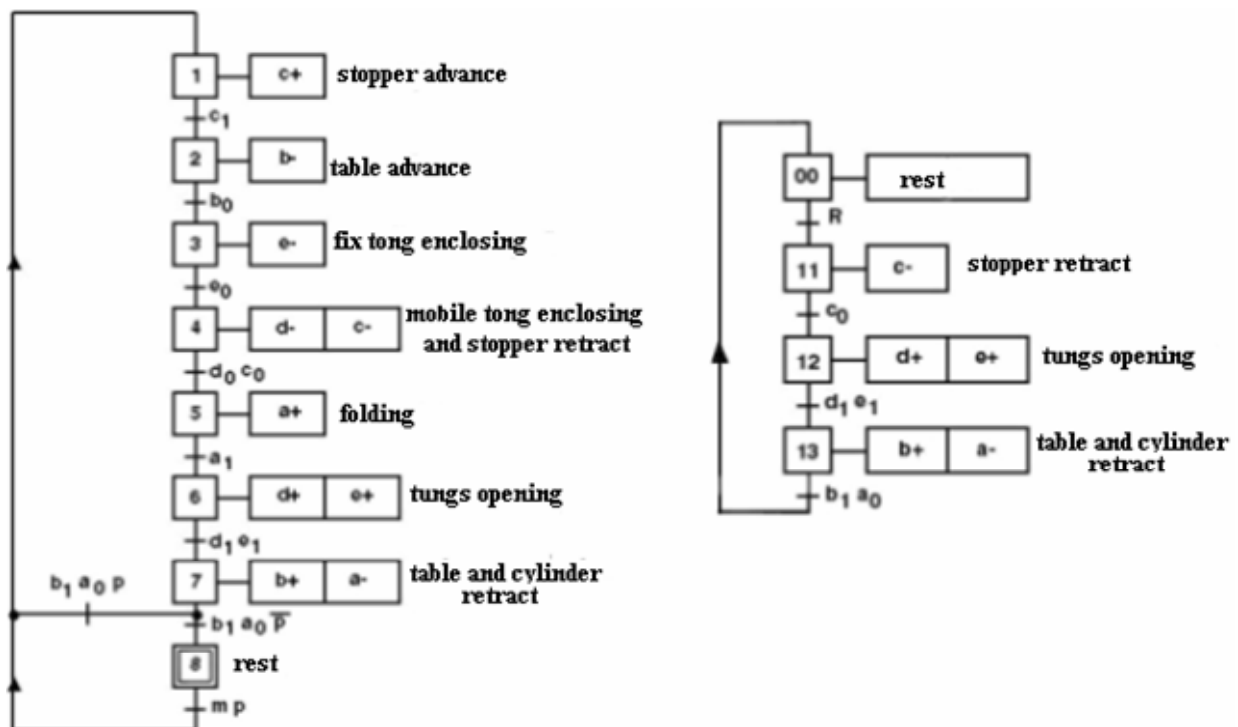 1 c+ stopper advance
c1
2 b- table advance
b0
3 e- fix tong enclosing
e0
4 d- c- mobile tong enclosing
and stopper retract
d0 c0
5 a+ folding
a1
6 d+ e+ tungs opening
d1 e1
7 b+ a- table and cylinder
retract
b1 a0 p
b1 a0 p̅
8 rest
m p
00 rest
R
11 c- stopper retract
c0
12 d+ e+ tungs opening
d1 e1
13 b+ a- table and cylinder
retract
b1 a0